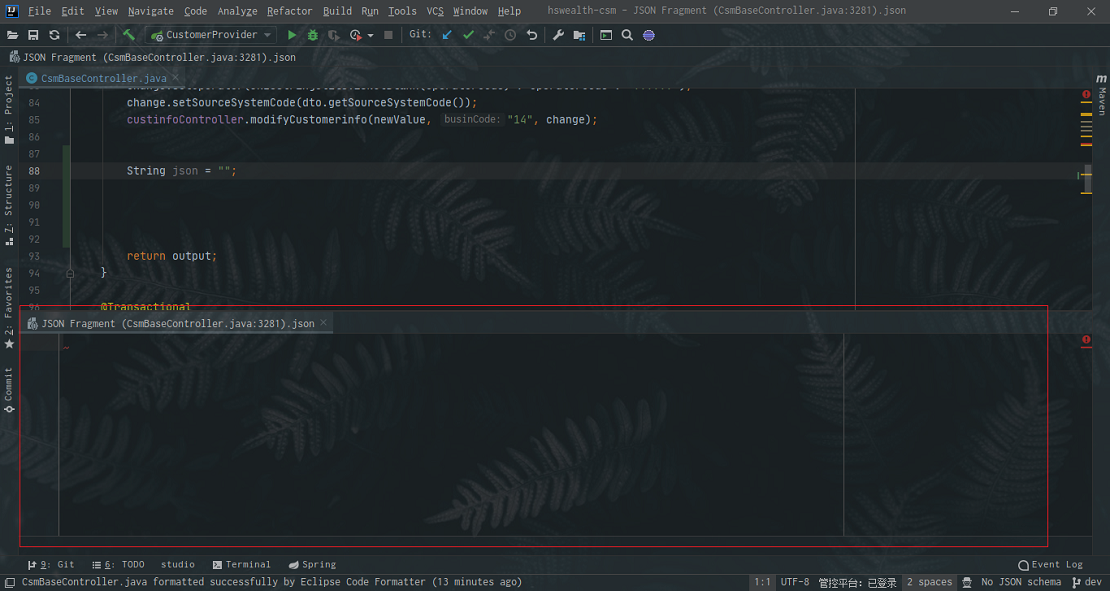 File Edit View Navigate Code Analyze Refactor Build Run Tools VCS Window Help hswealth-csm - JSON Fragment (CsmBaseController.java:3281).json
CustomerProvider Git:
JSON Fragment (CsmBaseController.java:3281).json
CsmBaseController.java
1: Project
7: Structure
2: Favorites
Commit
Maven
84 change.setSourceSystemCode(dto.getSourceSystemCode());
85 custinfoController.modifyCustomerinfo(newValue, businCode: "14", change);
86
87
88 String json = "";
89
90
91
92
93 return output;
94 }
95
96 @Transactional
JSON Fragment (CsmBaseController.java:3281).json
9: Git 6: TODO studio Terminal Spring Event Log
CsmBaseController.java formatted successfully by Eclipse Code Formatter (13 minutes ago) 1:1 UTF-8 管控平台: 已登录 2 spaces No JSON schema dev